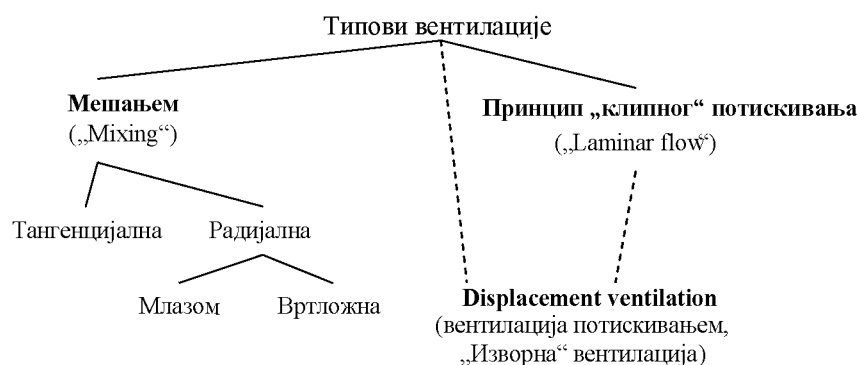 Типови вентилације
Мешањем
(„Mixing“)
Принцип „клипног“ потискивања
(„Laminar flow“)
Тангенцијална
Радијална
Млазом
Вртложна
Displacement ventilation
(вентилација потискивањем,
„Изворна“ вентилација)